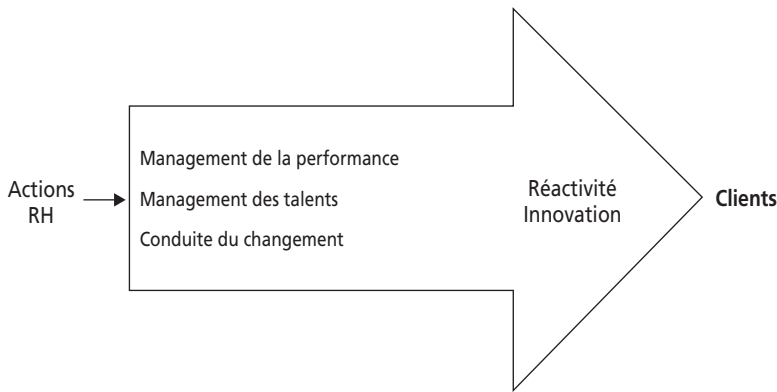 Actions
RH
Management de la performance
Management des talents
Conduite du changement
Réactivité
Innovation
Clients